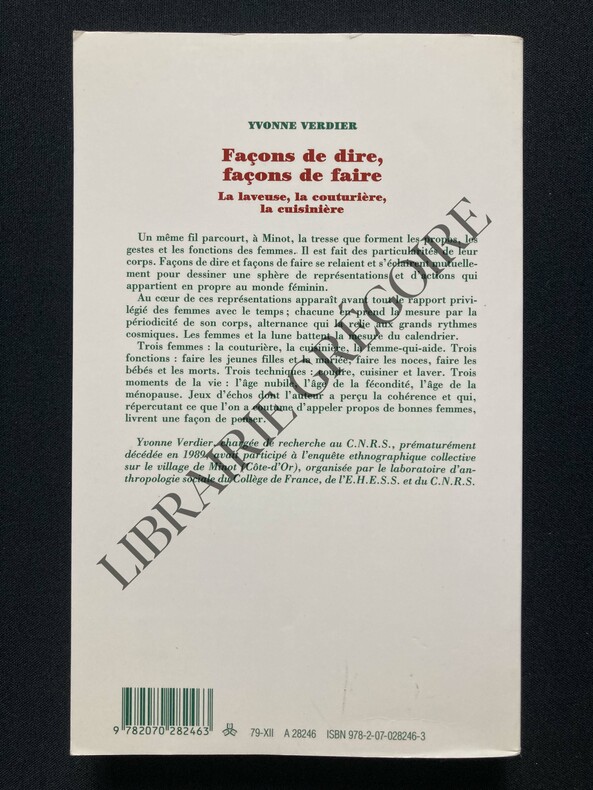 YVONNE VERDIER
Façons de dire,
façons de faire
La laveuse, la couturière,
la cuisinière
Un même fil parcourt, à Minot, la tresse que forment les propos, les
gestes et les fonctions des femmes. Il est fait des particularités de leur
corps. Façons de dire et façons de faire se relaient et s'éclairent mutuelle-
ment pour dessiner une sphère de représentations et d'actions qui
appartient en propre au monde féminin.
Au cœur de ces représentations apparaît avant tout le rapport privi-
légié des femmes avec le temps ; chacune en prend la mesure par la
périodicité de son corps, alternance qui la relie aux grands rythmes
cosmiques. Les femmes et la lune battent la mesure du calendrier.
Trois femmes : la couturière, la cuisinière, la femme-qui-aide. Trois
fonctions : faire les jeunes filles et la mariée, faire les noces, faire les
bébés et les morts. Trois techniques : coudre, cuisiner et laver. Trois
moments de la vie : l'âge nubile, l'âge de la fécondité, l'âge de la
ménopause. Jeux d'échos dont l'auteur a perçu la cohérence et qui,
répercutant ce que l'on a coutume d'appeler propos de bonnes femmes,
livrent une façon de penser.
Yvonne Verdier, chargée de recherche au C.N.R.S., prématurément
décédée en 1989, avait participé à l'enquête ethnographique collective
sur le village de Minot (Côte-d'Or), organisée par le laboratoire d'an-
thropologie sociale du Collège de France, de l'E.H.E.S.S. et du C.N.R.S.
LIBRAIRIE GRÉGOIRE
9 782070 282463
79-XII A 28246 ISBN 978-2-07-028246-3